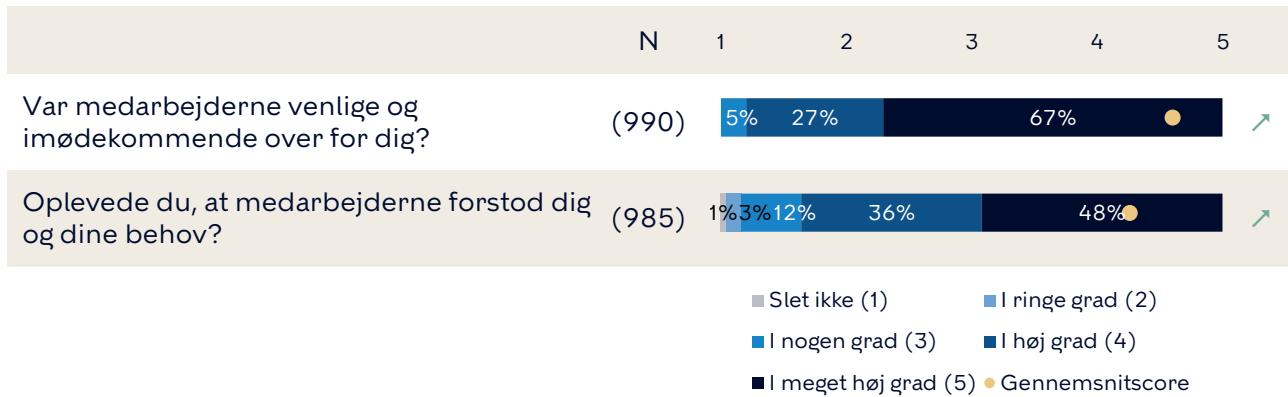 N 1 2 3 4 5
Var medarbejderne venlige og
imødekommende over for dig?
(990) 5% 27% 67%
Oplevede du, at medarbejderne forstod dig
og dine behov?
(985) 1% 3% 12% 36% 48%
Slet ikke (1) I ringe grad (2)
I nogen grad (3) I høj grad (4)
I meget høj grad (5) Gennemsnitscore